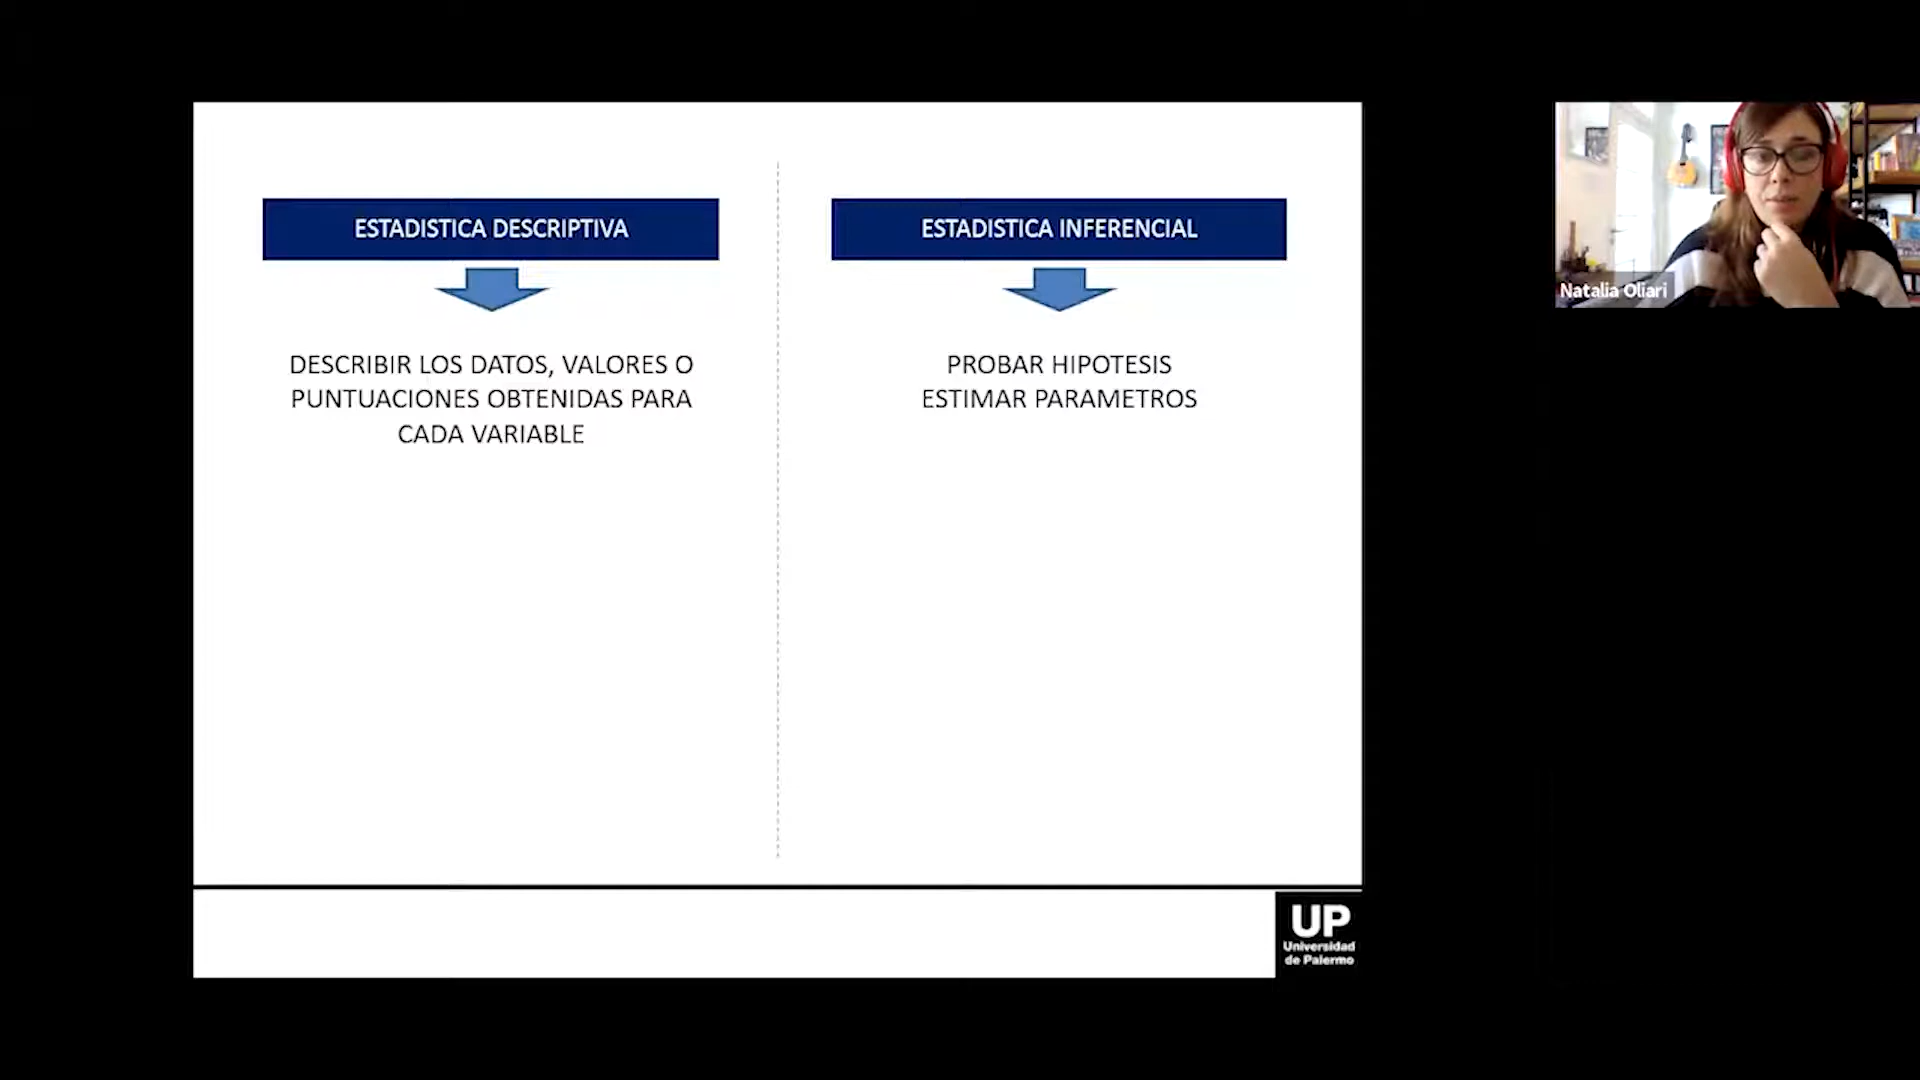 ESTADISTICA DESCRIPTIVA
DESCRIBIR LOS DATOS, VALORES O
PUNTUACIONES OBTENIDAS PARA
CADA VARIABLE
ESTADISTICA INFERENCIAL
PROBAR HIPOTESIS
ESTIMAR PARAMETROS
UP
Universidad
de Palermo
Natalia Oliari